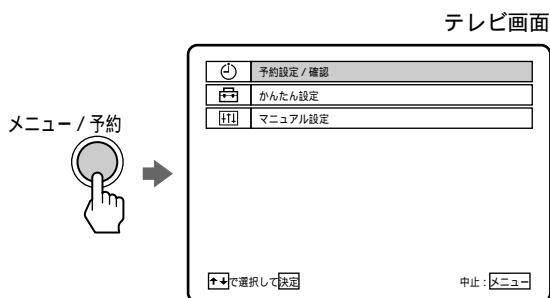 テレビ画面
メニュー / 予約
予約設定 / 確認
かんたん設定
マニュアル設定
↑↓で選択して決定
中止 : メニュー